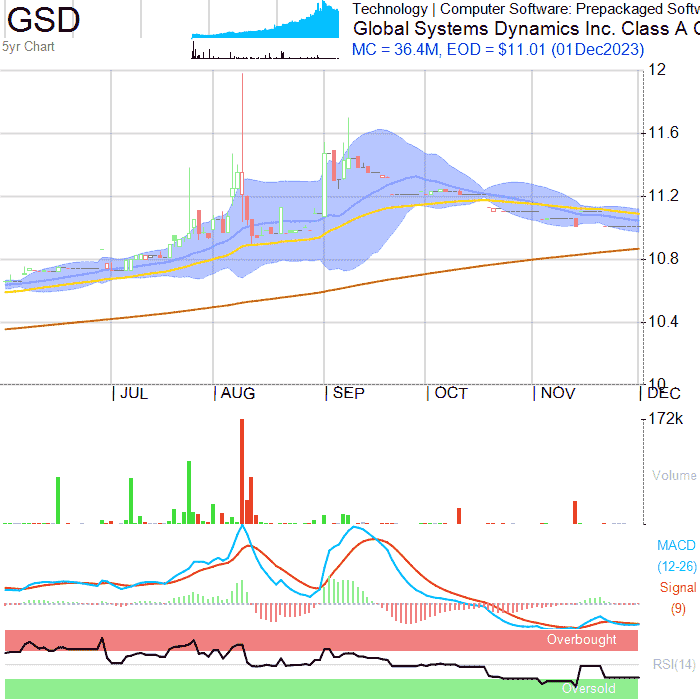 GSD
5yr Chart
Technology | Computer Software: Prepackaged Softwa
Global Systems Dynamics Inc. Class A C
MC = 36.4M, EOD = $11.01 (01Dec2023)
12
11.6
11.2
10.8
10.4
10
JUL AUG SEP OCT NOV DEC
172k
Volume
MACD
(12-26)
Signal
(9)
Overbought
RSI(14)
Oversold